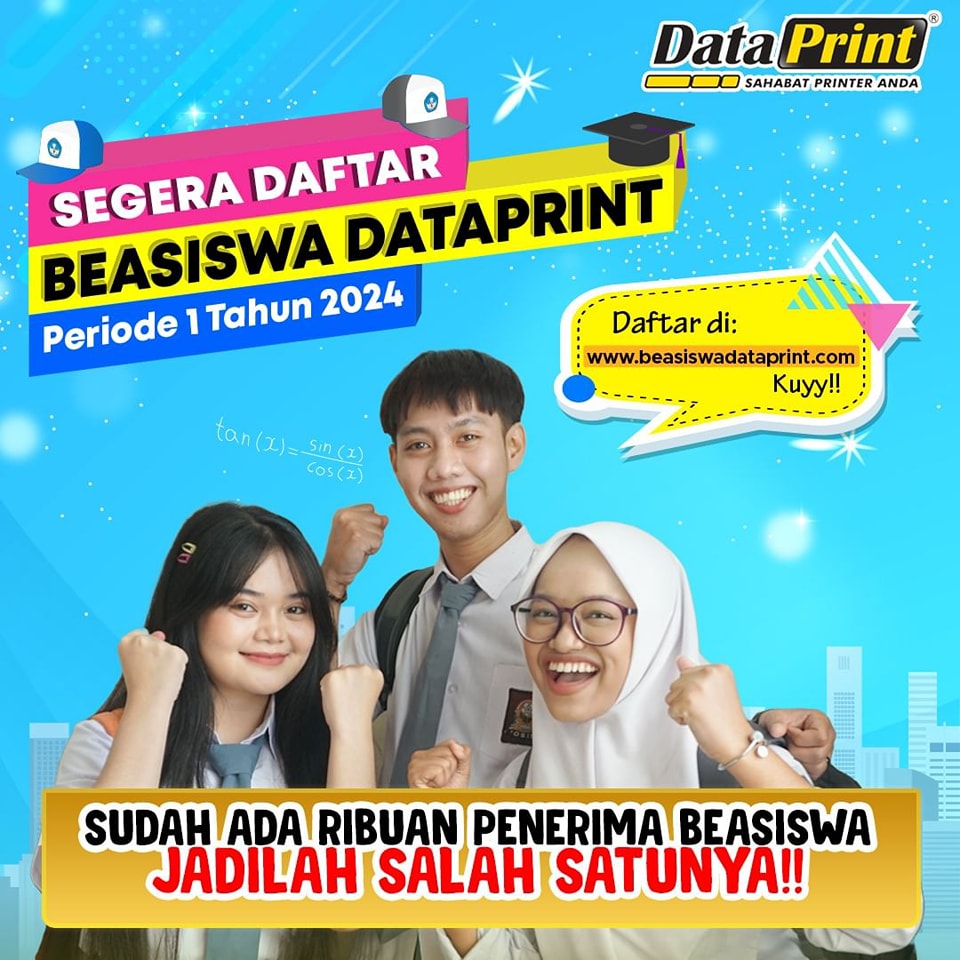 DataPrint®
SAHABAT PRINTER ANDA
SEGERA DAFTAR
BEASISWA DATAPRINT
Periode 1 Tahun 2024
Daftar di:
www.beasiswadataprint.com
Kuyy!!
tan(x)=sin(x)/cos(x)
SUDAH ADA RIBUAN PENERIMA BEASISWA
JADILAH SALAH SATUNYA!!